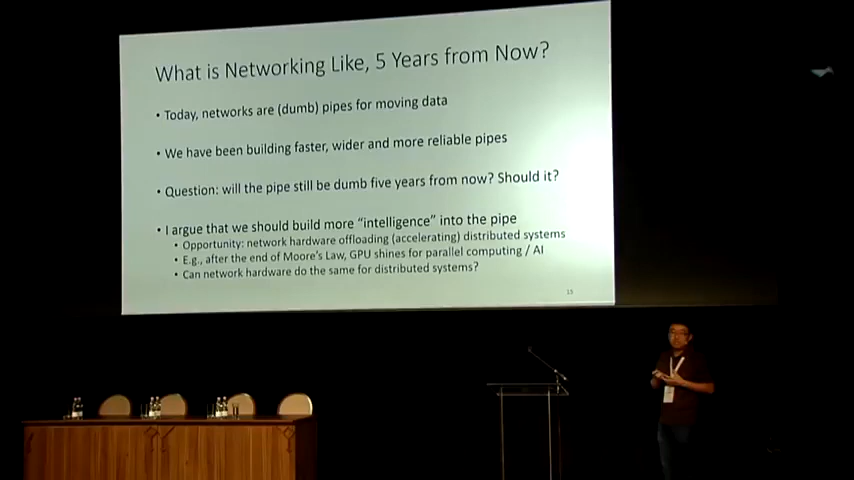 What is Networking Like, 5 Years from Now?
• Today, networks are (dumb) pipes for moving data
• We have been building faster, wider and more reliable pipes
• Question: will the pipe still be dumb five years from now? Should it?
• I argue that we should build more "intelligence" into the pipe
• Opportunity: network hardware offloading (accelerating) distributed systems
• E.g., after the end of Moore's Law, GPU shines for parallel computing / AI
• Can network hardware do the same for distributed systems?
15